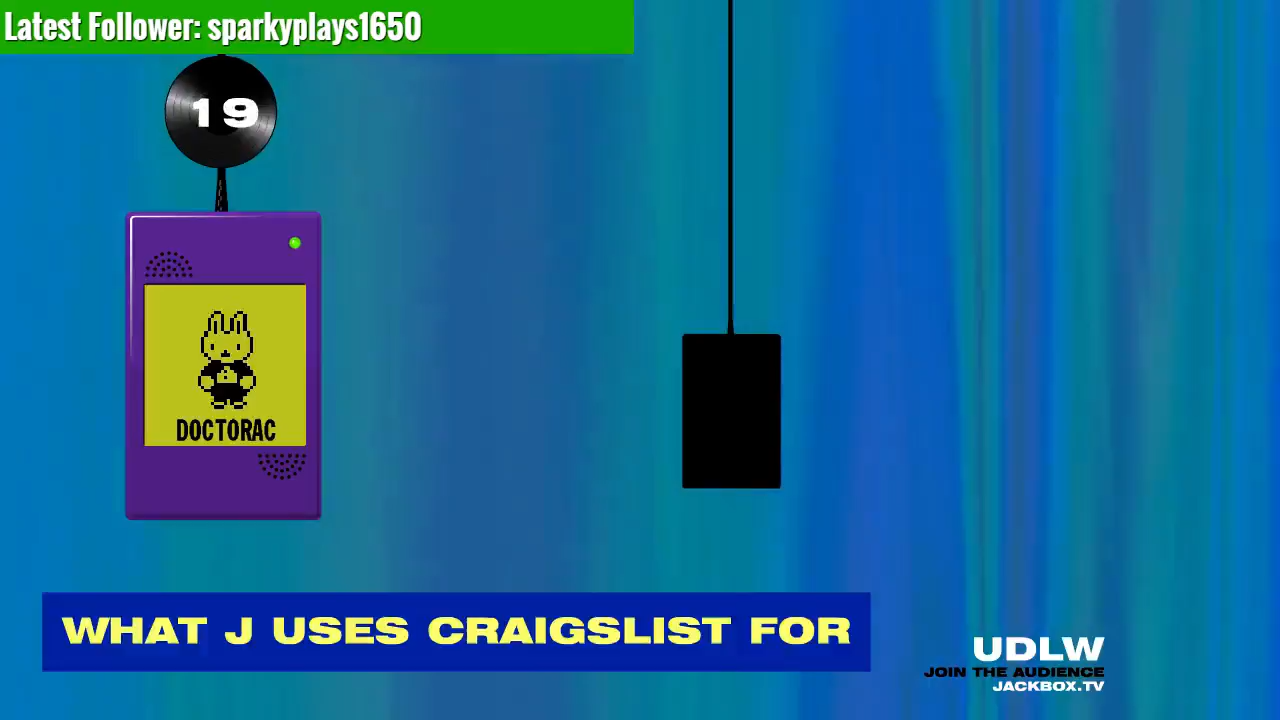 Latest Follower: sparkyplays1650
19
DOCTORAC
WHAT J USES CRAIGSLIST FOR
UDLW
JOIN THE AUDIENCE
JACKBOX.TV